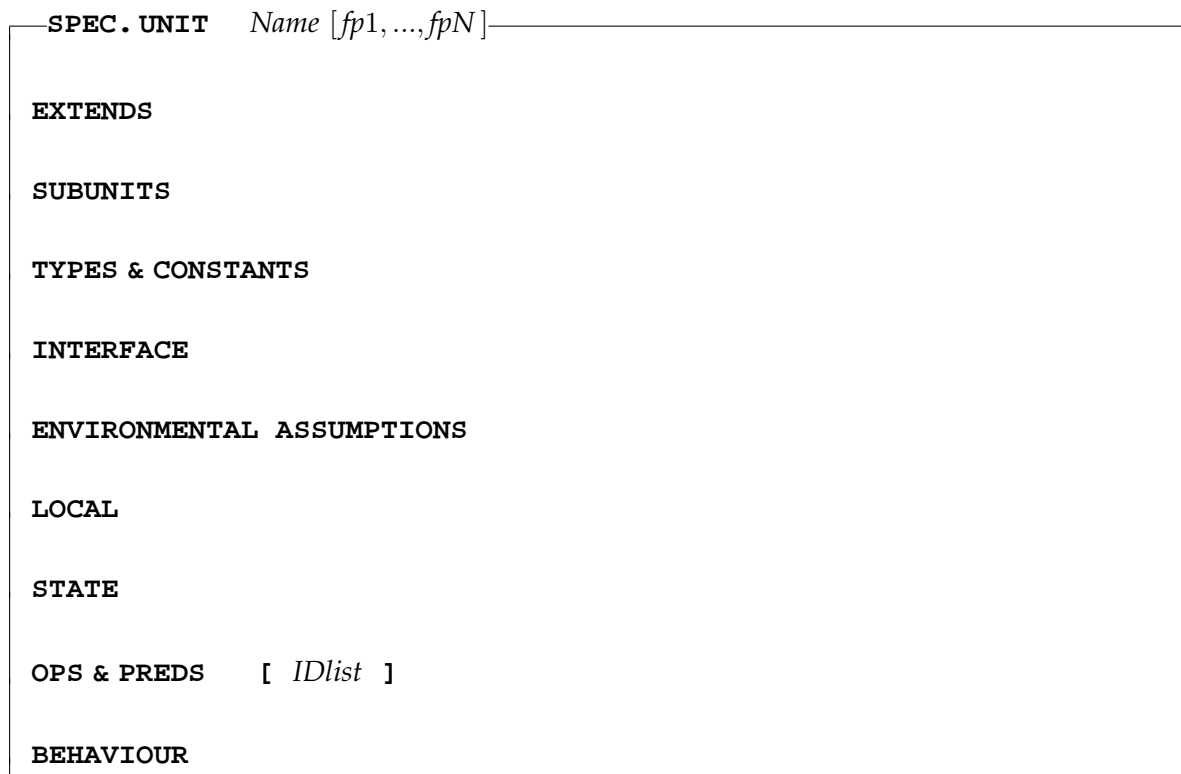 SPEC.UNIT Name [fp1,...,fpN]
EXTENDS
SUBUNITS
TYPES & CONSTANTS
INTERFACE
ENVIRONMENTAL ASSUMPTIONS
LOCAL
STATE
OPS & PREDS [ IDlist ]
BEHAVIOUR